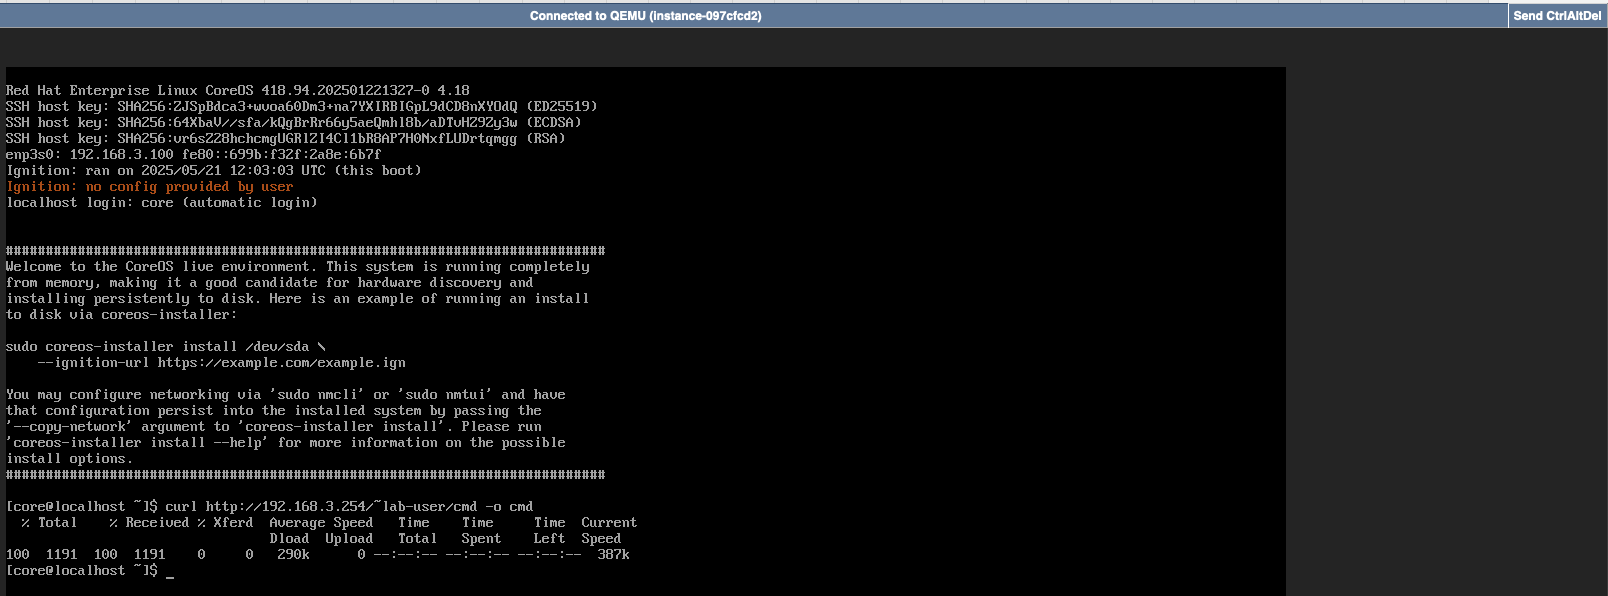 Connected to QEMU (instance-097cfcd2)
Send CtrlAltDel
Red Hat Enterprise Linux CoreOS 418.94.202501221327-0 4.18
SSH host key: SHA256:ZJSpBdca3+wvoa60Dm3+na7YXIRBIGpL9dCD8nXYOdQ (ED25519)
SSH host key: SHA256:64XbaV//sfa/kQgBrRr66y5aeQmhl8b/aDTvHZ9Zy3w (ECDSA)
SSH host key: SHA256:vr6sZ28hchcmgUGRlZI4Cl1bR8AP7H0NxfLUDrtqmgg (RSA)
enp3s0: 192.168.3.100 fe80::699b:f32f:2a8e:6b7f
Ignition: ran on 2025/05/21 12:03:03 UTC (this boot)
Ignition: no config provided by user
localhost login: core (automatic login)
###########################################################################
Welcome to the CoreOS live environment. This system is running completely
from memory, making it a good candidate for hardware discovery and
installing persistently to disk. Here is an example of running an install
to disk via coreos-installer:
sudo coreos-installer install /dev/sda \
--ignition-url https://example.com/example.ign
You may configure networking via 'sudo nmcli' or 'sudo nmtui' and have
that configuration persist into the installed system by passing the
'--copy-network' argument to 'coreos-installer install'. Please run
'coreos-installer install --help' for more information on the possible
install options.
###########################################################################
[core@localhost ~]$ curl http://192.168.3.254/~lab-user/cmd -o cmd
% Total % Received % Xferd Average Speed Time Time Time Current
Dload Upload Total Spent Left Speed
100 1191 100 1191 0 0 290k 0 --:--:-- --:--:-- --:--:-- 387k
[core@localhost ~]$ _